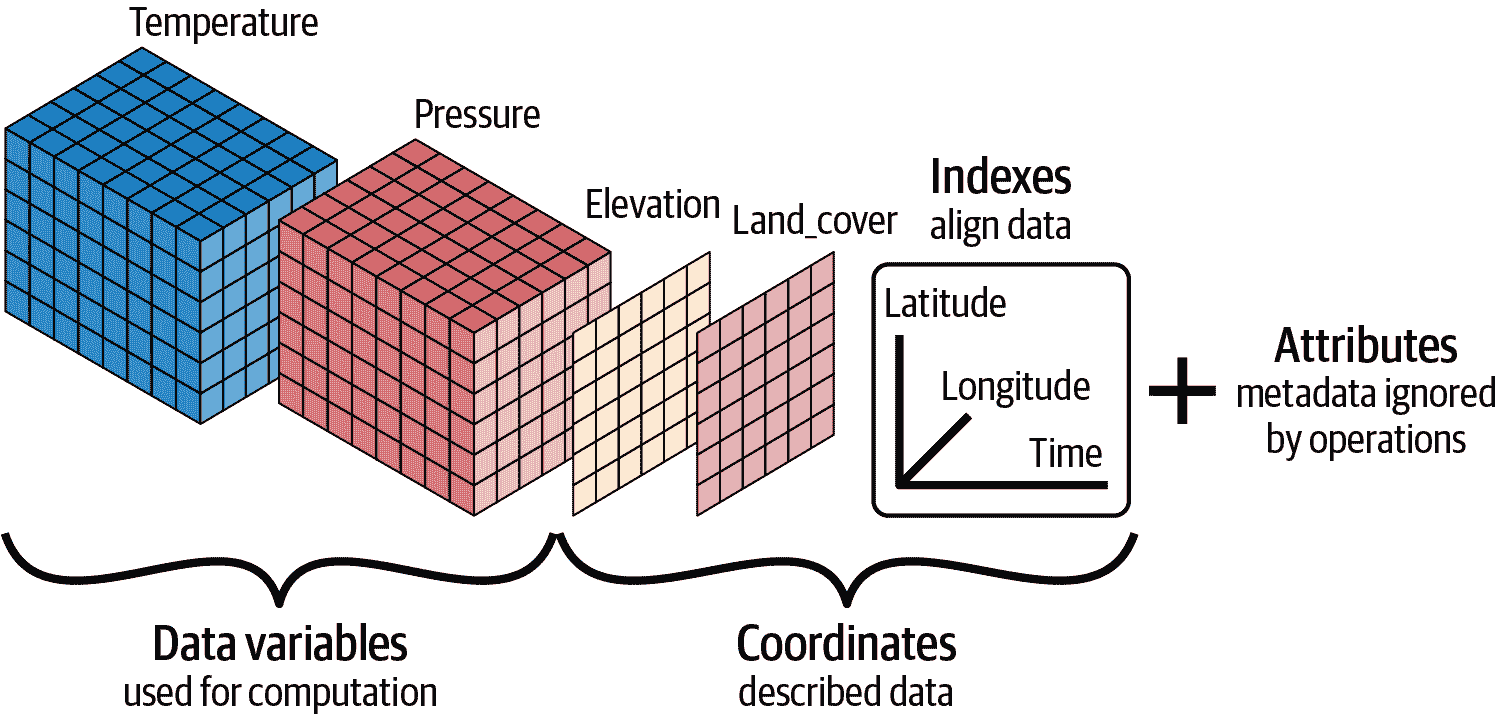 Temperature
Pressure
Elevation
Land_cover
Indexes
align data
Latitude
Longitude
Time
Attributes
metadata ignored
by operations
Data variables
used for computation
Coordinates
described data